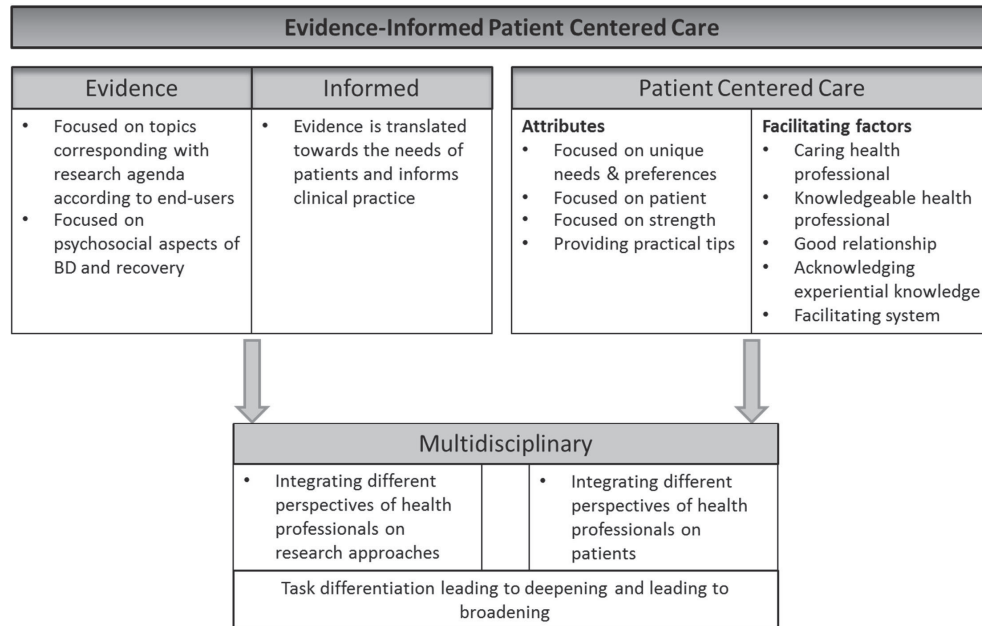 Evidence-Informed Patient Centered Care
Evidence
• Focused on topics
corresponding with
research agenda
according to end-users
• Focused on
psychosocial aspects of
BD and recovery
Informed
• Evidence is translated
towards the needs of
patients and informs
clinical practice
Patient Centered Care
Attributes
• Focused on unique
needs & preferences
• Focused on patient
• Focused on strength
• Providing practical tips
Facilitating factors
• Caring health
professional
• Knowledgeable health
professional
• Good relationship
• Acknowledging
experiential knowledge
• Facilitating system
Multidisciplinary
• Integrating different
perspectives of health
professionals on
research approaches
• Integrating different
perspectives of health
professionals on
patients
Task differentiation leading to deepening and leading to
broadening